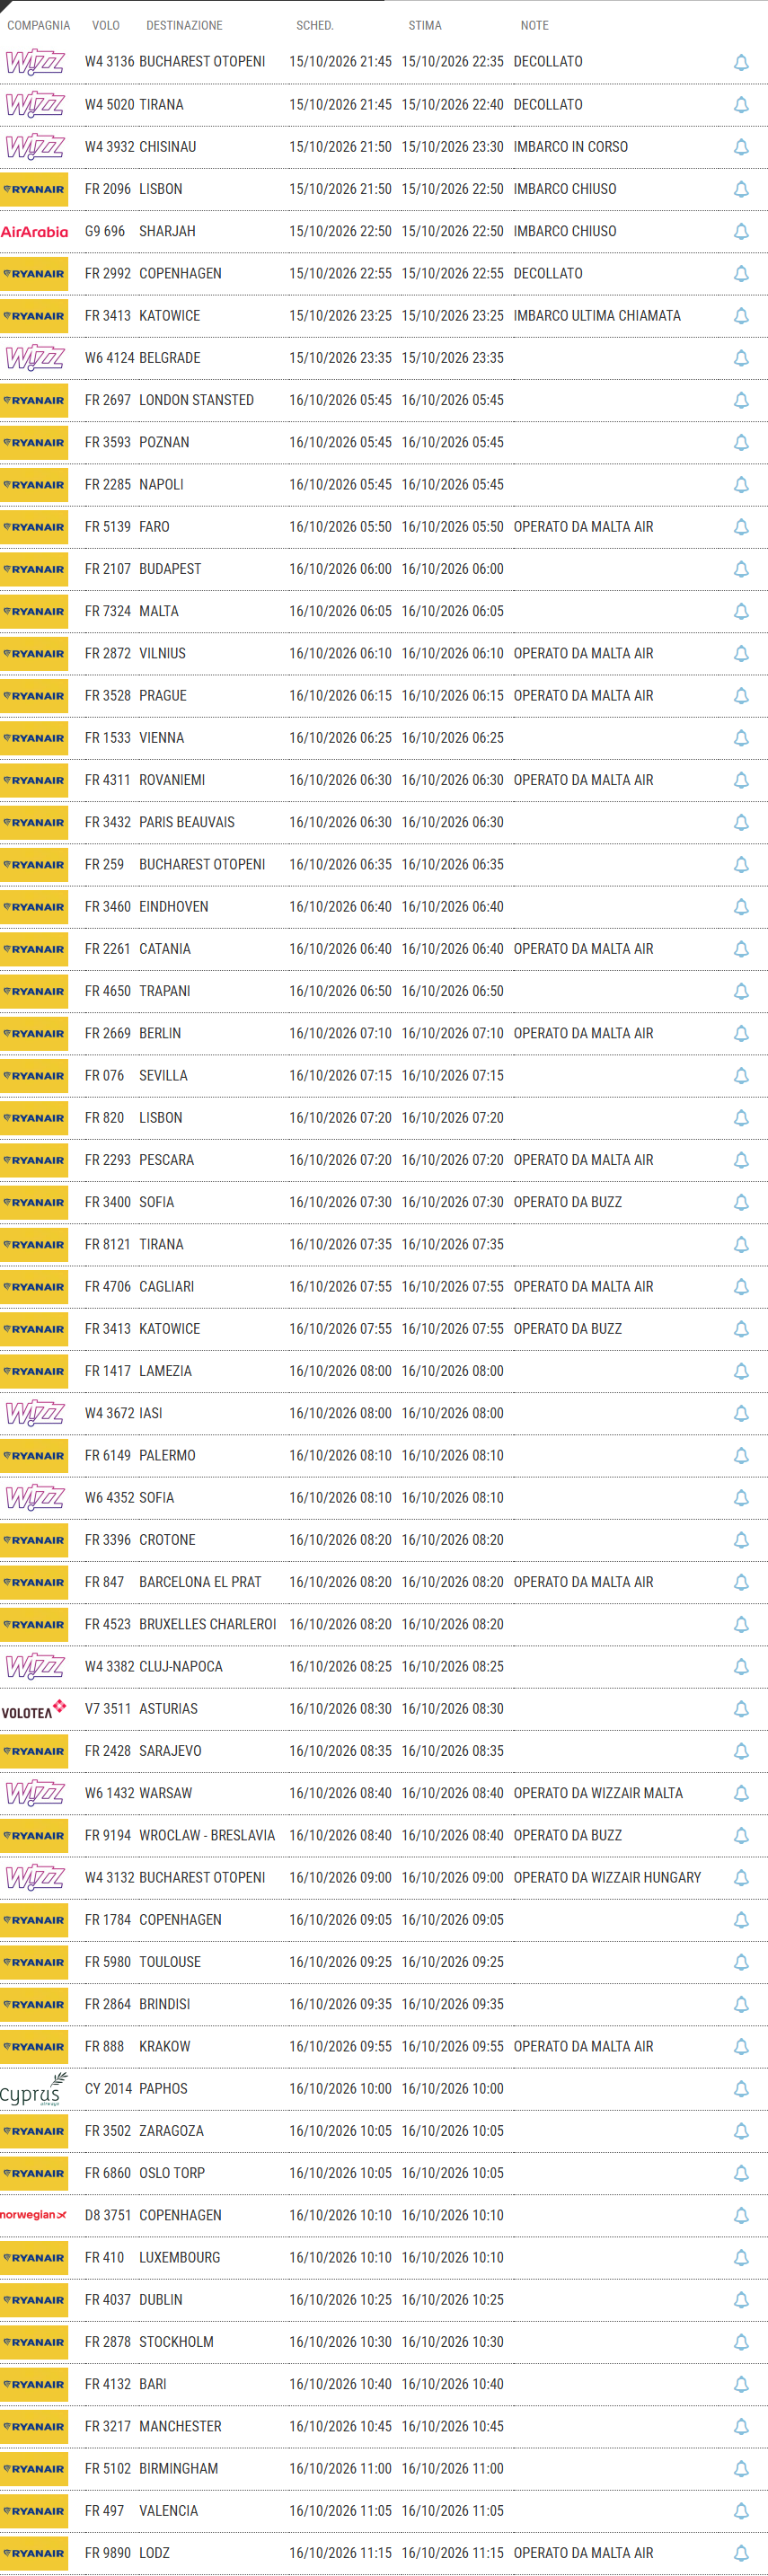 COMPAGNIA VOLO DESTINAZIONE SCHED. STIMA NOTE
Wizz W4 3136 BUCHAREST OTOPENI 15/10/2026 21:45 15/10/2026 22:35 DECOLLATO
Wizz W4 5020 TIRANA 15/10/2026 21:45 15/10/2026 22:40 DECOLLATO
Wizz W4 3932 CHISINAU 15/10/2026 21:50 15/10/2026 23:30 IMBARCO IN CORSO
RYANAIR FR 2096 LISBON 15/10/2026 21:50 15/10/2026 22:50 IMBARCO CHIUSO
AirArabia G9 696 SHARJAH 15/10/2026 22:50 15/10/2026 22:50 IMBARCO CHIUSO
RYANAIR FR 2992 COPENHAGEN 15/10/2026 22:55 15/10/2026 22:55 DECOLLATO
RYANAIR FR 3413 KATOWICE 15/10/2026 23:25 15/10/2026 23:25 IMBARCO ULTIMA CHIAMATA
Wizz W6 4124 BELGRADE 15/10/2026 23:35 15/10/2026 23:35
RYANAIR FR 2697 LONDON STANSTED 16/10/2026 05:45 16/10/2026 05:45
RYANAIR FR 3593 POZNAN 16/10/2026 05:45 16/10/2026 05:45
RYANAIR FR 2285 NAPOLI 16/10/2026 05:45 16/10/2026 05:45
RYANAIR FR 5139 FARO 16/10/2026 05:50 16/10/2026 05:50 OPERATO DA MALTA AIR
RYANAIR FR 2107 BUDAPEST 16/10/2026 06:00 16/10/2026 06:00
RYANAIR FR 7324 MALTA 16/10/2026 06:05 16/10/2026 06:05
RYANAIR FR 2872 VILNIUS 16/10/2026 06:10 16/10/2026 06:10 OPERATO DA MALTA AIR
RYANAIR FR 3528 PRAGUE 16/10/2026 06:15 16/10/2026 06:15 OPERATO DA MALTA AIR
RYANAIR FR 1533 VIENNA 16/10/2026 06:25 16/10/2026 06:25
RYANAIR FR 4311 ROVANIEMI 16/10/2026 06:30 16/10/2026 06:30 OPERATO DA MALTA AIR
RYANAIR FR 3432 PARIS BEAUVAIS 16/10/2026 06:30 16/10/2026 06:30
RYANAIR FR 259 BUCHAREST OTOPENI 16/10/2026 06:35 16/10/2026 06:35
RYANAIR FR 3460 EINDHOVEN 16/10/2026 06:40 16/10/2026 06:40
RYANAIR FR 2261 CATANIA 16/10/2026 06:40 16/10/2026 06:40 OPERATO DA MALTA AIR
RYANAIR FR 4650 TRAPANI 16/10/2026 06:50 16/10/2026 06:50
RYANAIR FR 2669 BERLIN 16/10/2026 07:10 16/10/2026 07:10 OPERATO DA MALTA AIR
RYANAIR FR 076 SEVILLA 16/10/2026 07:15 16/10/2026 07:15
RYANAIR FR 820 LISBON 16/10/2026 07:20 16/10/2026 07:20
RYANAIR FR 2293 PESCARA 16/10/2026 07:20 16/10/2026 07:20 OPERATO DA MALTA AIR
RYANAIR FR 3400 SOFIA 16/10/2026 07:30 16/10/2026 07:30 OPERATO DA BUZZ
RYANAIR FR 8121 TIRANA 16/10/2026 07:35 16/10/2026 07:35
RYANAIR FR 4706 CAGLIARI 16/10/2026 07:55 16/10/2026 07:55 OPERATO DA MALTA AIR
RYANAIR FR 3413 KATOWICE 16/10/2026 07:55 16/10/2026 07:55 OPERATO DA BUZZ
RYANAIR FR 1417 LAMEZIA 16/10/2026 08:00 16/10/2026 08:00
Wizz W4 3672 IASI 16/10/2026 08:00 16/10/2026 08:00
RYANAIR FR 6149 PALERMO 16/10/2026 08:10 16/10/2026 08:10
Wizz W6 4352 SOFIA 16/10/2026 08:10 16/10/2026 08:10
RYANAIR FR 3396 CROTONE 16/10/2026 08:20 16/10/2026 08:20
RYANAIR FR 847 BARCELONA EL PRAT 16/10/2026 08:20 16/10/2026 08:20 OPERATO DA MALTA AIR
RYANAIR FR 4523 BRUXELLES CHARLEROI 16/10/2026 08:20 16/10/2026 08:20
Wizz W4 3382 CLUJ-NAPOCA 16/10/2026 08:25 16/10/2026 08:25
VOLOTEA V7 3511 ASTURIAS 16/10/2026 08:30 16/10/2026 08:30
RYANAIR FR 2428 SARAJEVO 16/10/2026 08:35 16/10/2026 08:35
Wizz W6 1432 WARSAW 16/10/2026 08:40 16/10/2026 08:40 OPERATO DA WIZZAIR MALTA
RYANAIR FR 9194 WROCLAW - BRESLAVIA 16/10/2026 08:40 16/10/2026 08:40 OPERATO DA BUZZ
Wizz W4 3132 BUCHAREST OTOPENI 16/10/2026 09:00 16/10/2026 09:00 OPERATO DA WIZZAIR HUNGARY
RYANAIR FR 1784 COPENHAGEN 16/10/2026 09:05 16/10/2026 09:05
RYANAIR FR 5980 TOULOUSE 16/10/2026 09:25 16/10/2026 09:25
RYANAIR FR 2864 BRINDISI 16/10/2026 09:35 16/10/2026 09:35
RYANAIR FR 888 KRAKOW 16/10/2026 09:55 16/10/2026 09:55 OPERATO DA MALTA AIR
Cyprus airways CY 2014 PAPHOS 16/10/2026 10:00 16/10/2026 10:00
RYANAIR FR 3502 ZARAGOZA 16/10/2026 10:05 16/10/2026 10:05
RYANAIR FR 6860 OSLO TORP 16/10/2026 10:05 16/10/2026 10:05
norwegian D8 3751 COPENHAGEN 16/10/2026 10:10 16/10/2026 10:10
RYANAIR FR 410 LUXEMBOURG 16/10/2026 10:10 16/10/2026 10:10
RYANAIR FR 4037 DUBLIN 16/10/2026 10:25 16/10/2026 10:25
RYANAIR FR 2878 STOCKHOLM 16/10/2026 10:30 16/10/2026 10:30
RYANAIR FR 4132 BARI 16/10/2026 10:40 16/10/2026 10:40
RYANAIR FR 3217 MANCHESTER 16/10/2026 10:45 16/10/2026 10:45
RYANAIR FR 5102 BIRMINGHAM 16/10/2026 11:00 16/10/2026 11:00
RYANAIR FR 497 VALENCIA 16/10/2026 11:05 16/10/2026 11:05
RYANAIR FR 9890 LODZ 16/10/2026 11:15 16/10/2026 11:15 OPERATO DA MALTA AIR